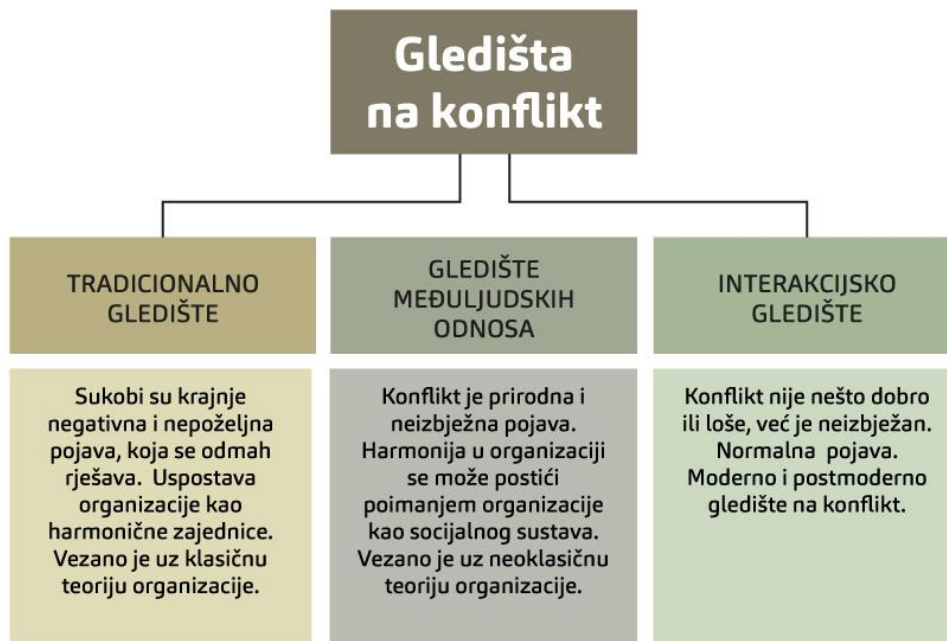 Gledišta
na konflikt
TRADICIONALNO
GLEDIŠTE
Sukobi su krajnje
negativna i nepoželjna
pojava, koja se odmah
rješava. Uspostava
organizacije kao
harmonične zajednice.
Vezano je uz klasičnu
teoriju organizacije.
GLEDIŠTE
MEĐULJUDSKIH
ODNOSA
Konflikt je prirodna i
neizbježna pojava.
Harmonija u organizaciji
se može postići
poimanjem organizacije
kao socijalnog sustava.
Vezano je uz neoklasičnu
teoriju organizacije.
INTERAKCIJSKO
GLEDIŠTE
Konflikt nije nešto dobro
ili loše, već je neizbježan.
Normalna pojava.
Moderno i postmoderno
gledište na konflikt.